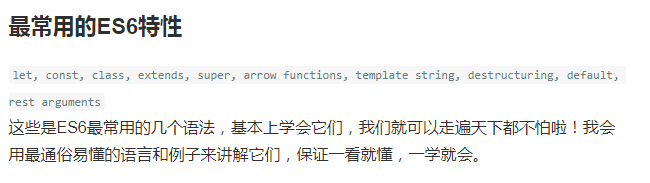 最常用的ES6特性
let, const, class, extends, super, arrow functions, template string, destructuring, default,
rest arguments
这些是ES6最常用的几个语法，基本上学会它们，我们就可以走遍天下都不怕啦！我会
用最通俗易懂的语言和例子来讲解它们，保证一看就懂，一学就会。